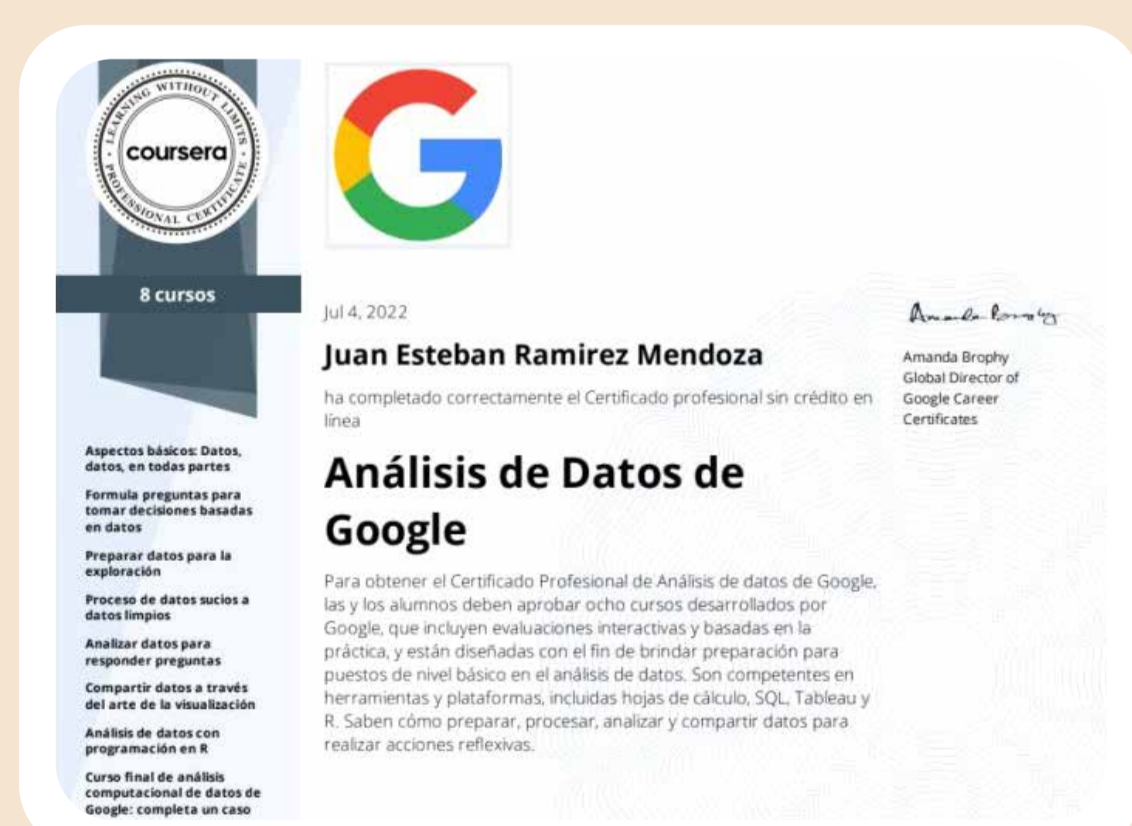 LEARNING WITHOUT LIMITS
coursera
PROFESSIONAL CERTIFICATE
8 cursos
Aspectos básicos: Datos,
datos, en todas partes
Formula preguntas para
tomar decisiones basadas
en datos
Preparar datos para la
exploración
Proceso de datos sucios a
datos limpios
Analizar datos para
responder preguntas
Compartir datos a través
del arte de la visualización
Análisis de datos con
programación en R
Curso final de análisis
computacional de datos de
Google: completa un caso
Jul 4, 2022
Juan Esteban Ramirez Mendoza
ha completado correctamente el Certificado profesional sin crédito en
línea
Análisis de Datos de
Google
Para obtener el Certificado Profesional de Análisis de datos de Google,
las y los alumnos deben aprobar ocho cursos desarrollados por
Google, que incluyen evaluaciones interactivas y basadas en la
práctica, y están diseñadas con el fin de brindar preparación para
puestos de nivel básico en el análisis de datos. Son competentes en
herramientas y plataformas, incluidas hojas de cálculo, SQL, Tableau y
R. Saben cómo preparar, procesar, analizar y compartir datos para
realizar acciones reflexivas.
Amanda Brophy
Amanda Brophy
Global Director of
Google Career
Certificates